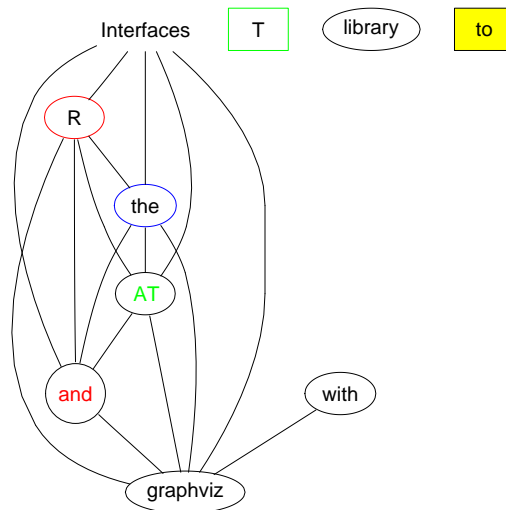 Interfaces T library to
R
the
AT
and with
graphviz